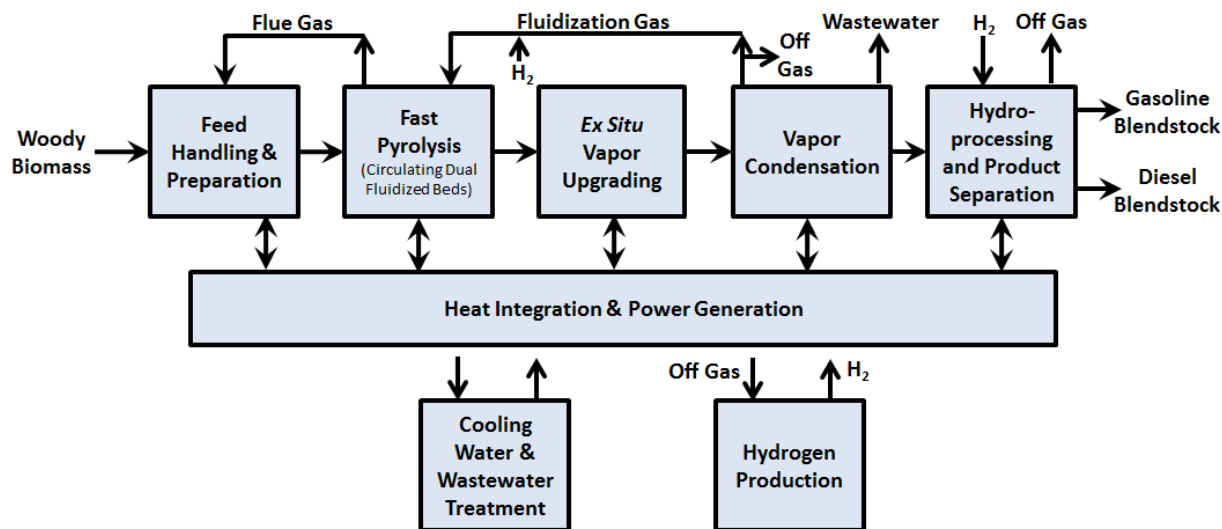 Flue Gas
Fluidization Gas
Wastewater
H2
Off Gas
Off
Gas
H2
Woody
Biomass
Feed
Handling &
Preparation
Fast
Pyrolysis
(Circulating Dual
Fluidized Beds)
Ex Situ
Vapor
Upgrading
Vapor
Condensation
Hydro-
processing
and Product
Separation
Gasoline
Blendstock
Diesel
Blendstock
Heat Integration & Power Generation
Off Gas
H2
Cooling
Water &
Wastewater
Treatment
Hydrogen
Production